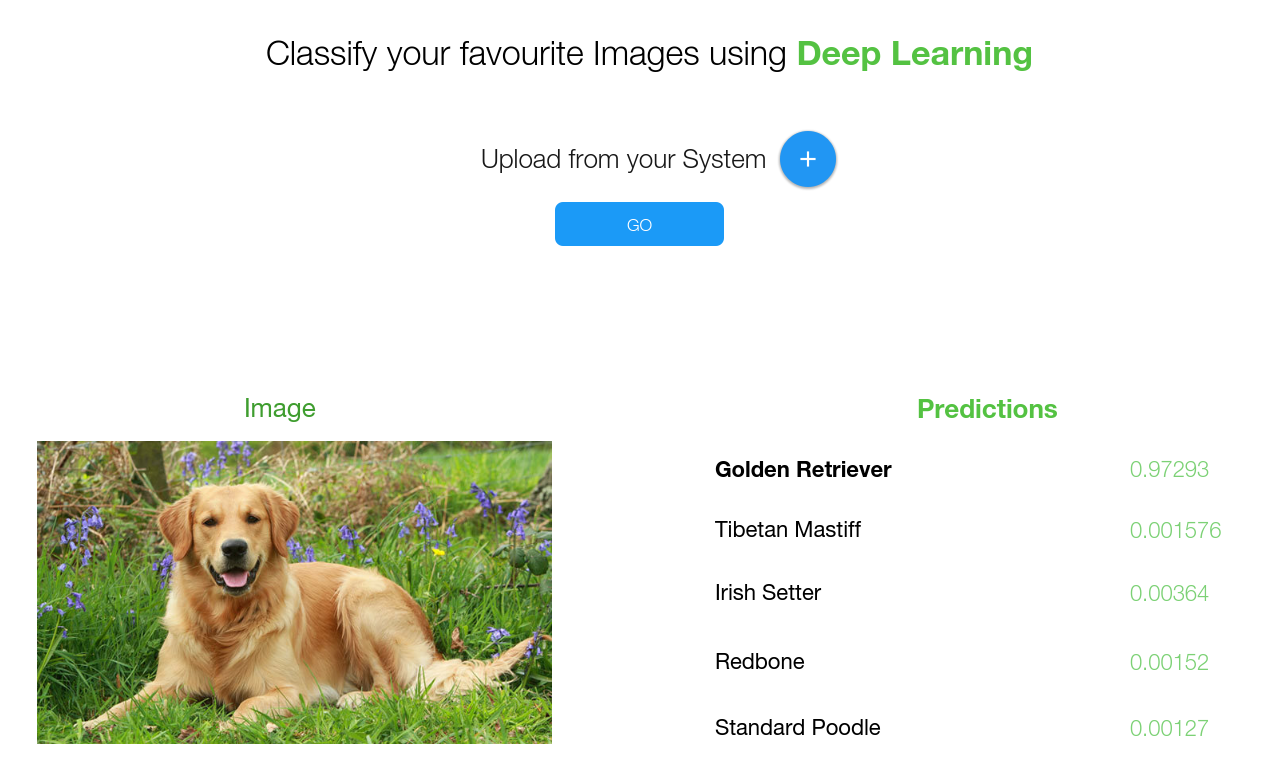 Classify your favourite Images using Deep Learning
Upload from your System +
GO
Image
Predictions
Golden Retriever 0.97293
Tibetan Mastiff 0.001576
Irish Setter 0.00364
Redbone 0.00152
Standard Poodle 0.00127